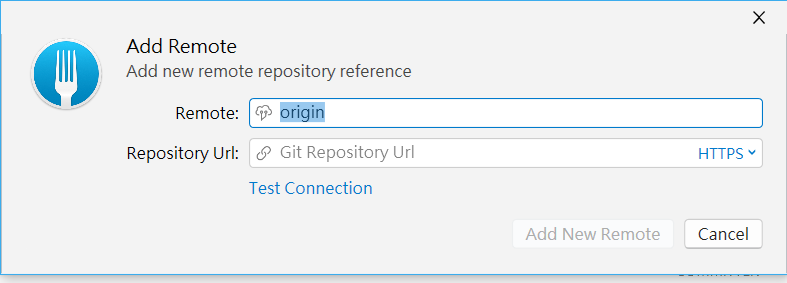 Add Remote
Add new remote repository reference
Remote: origin
Repository Url: Git Repository Url HTTPS
Test Connection
Add New Remote Cancel